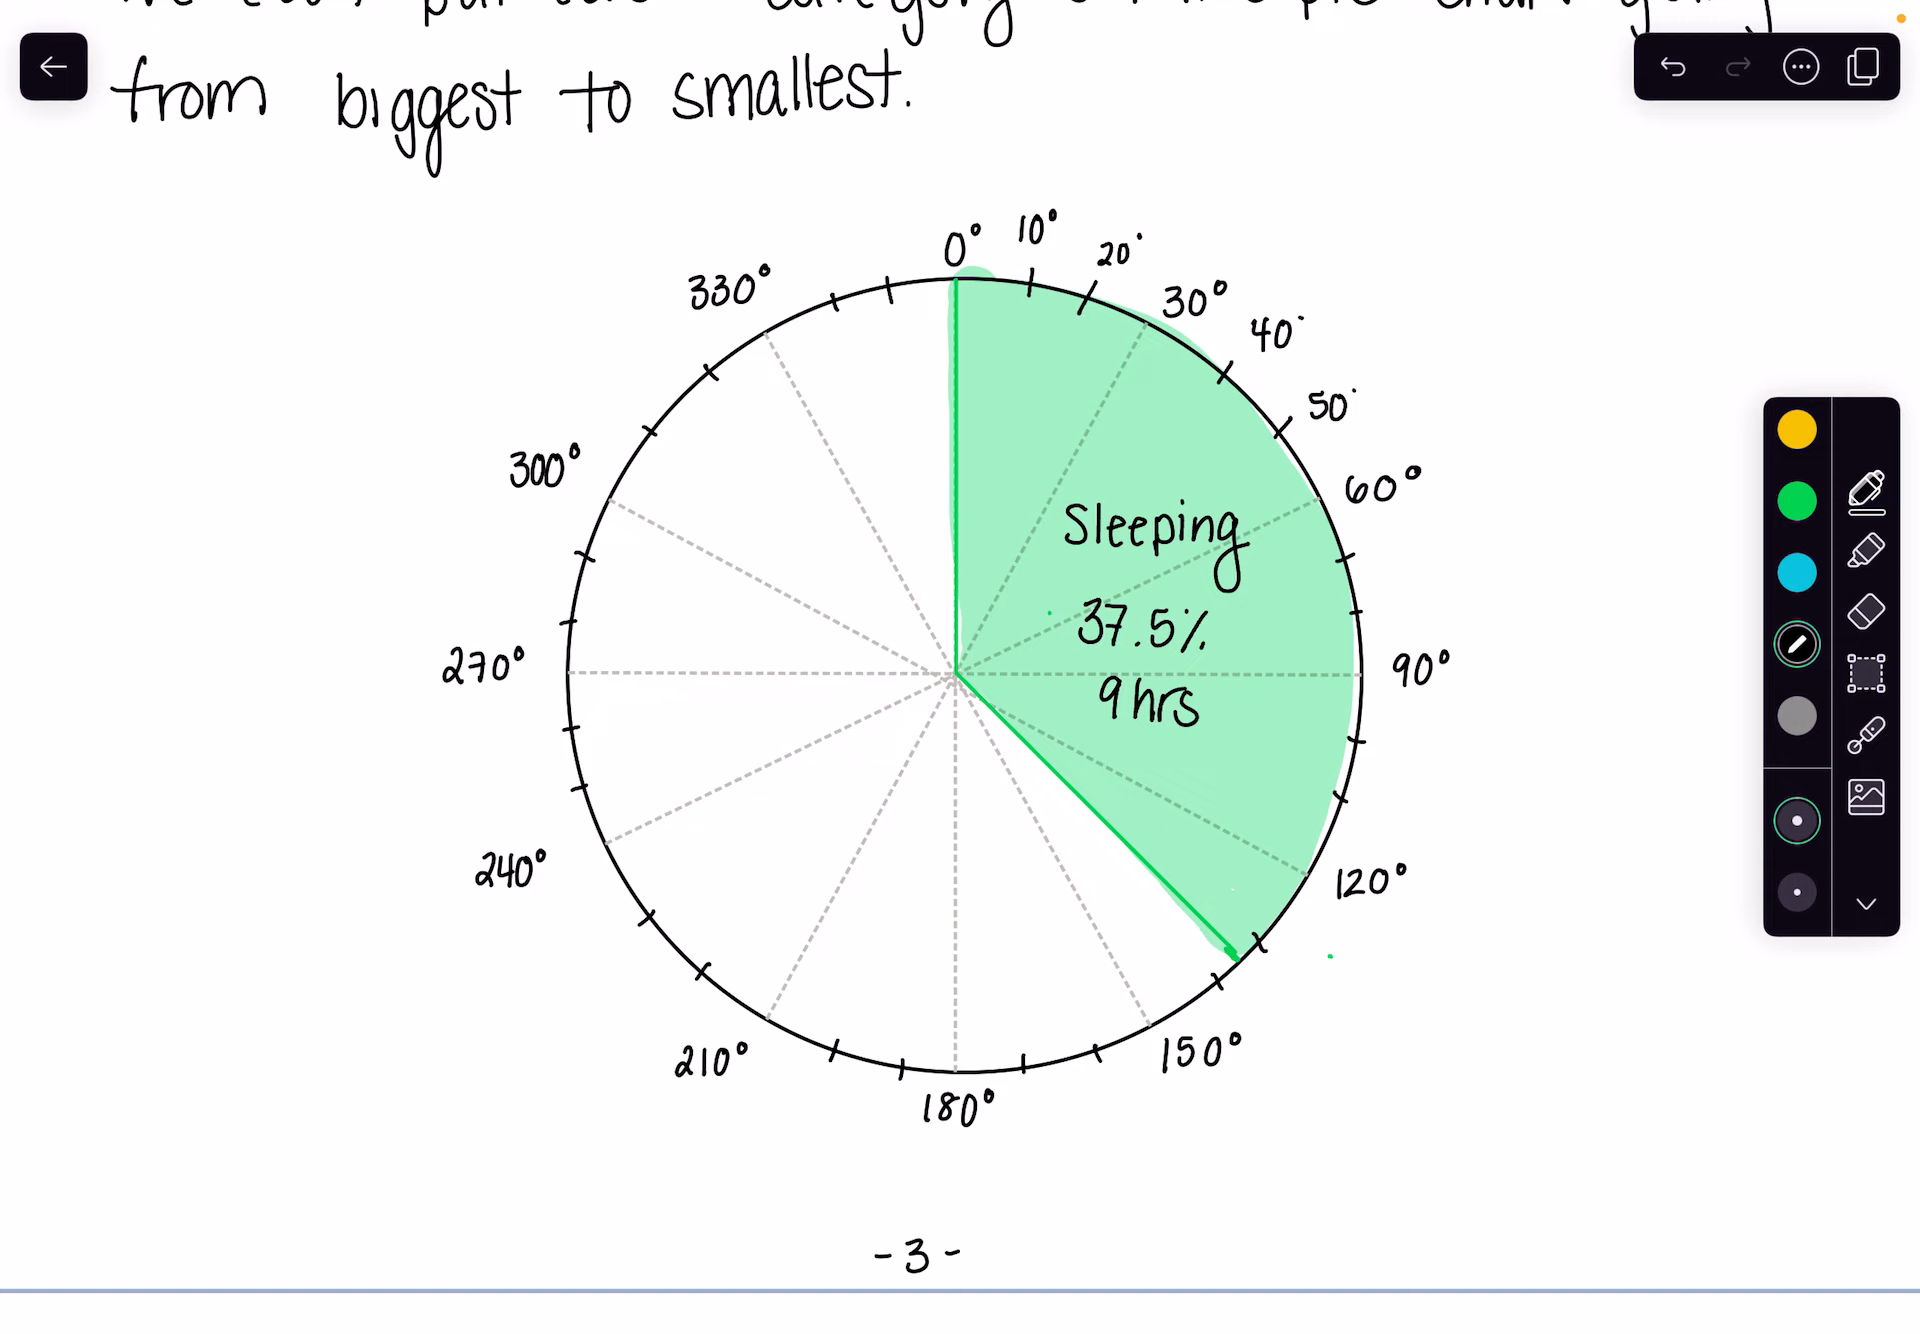 from biggest to smallest.
0° 10° 20°
330° 30° 40°
50°
300° 60°
Sleeping
37.5%
270° 90°
9 hrs
240° 120°
210° 150°
180°
-3-